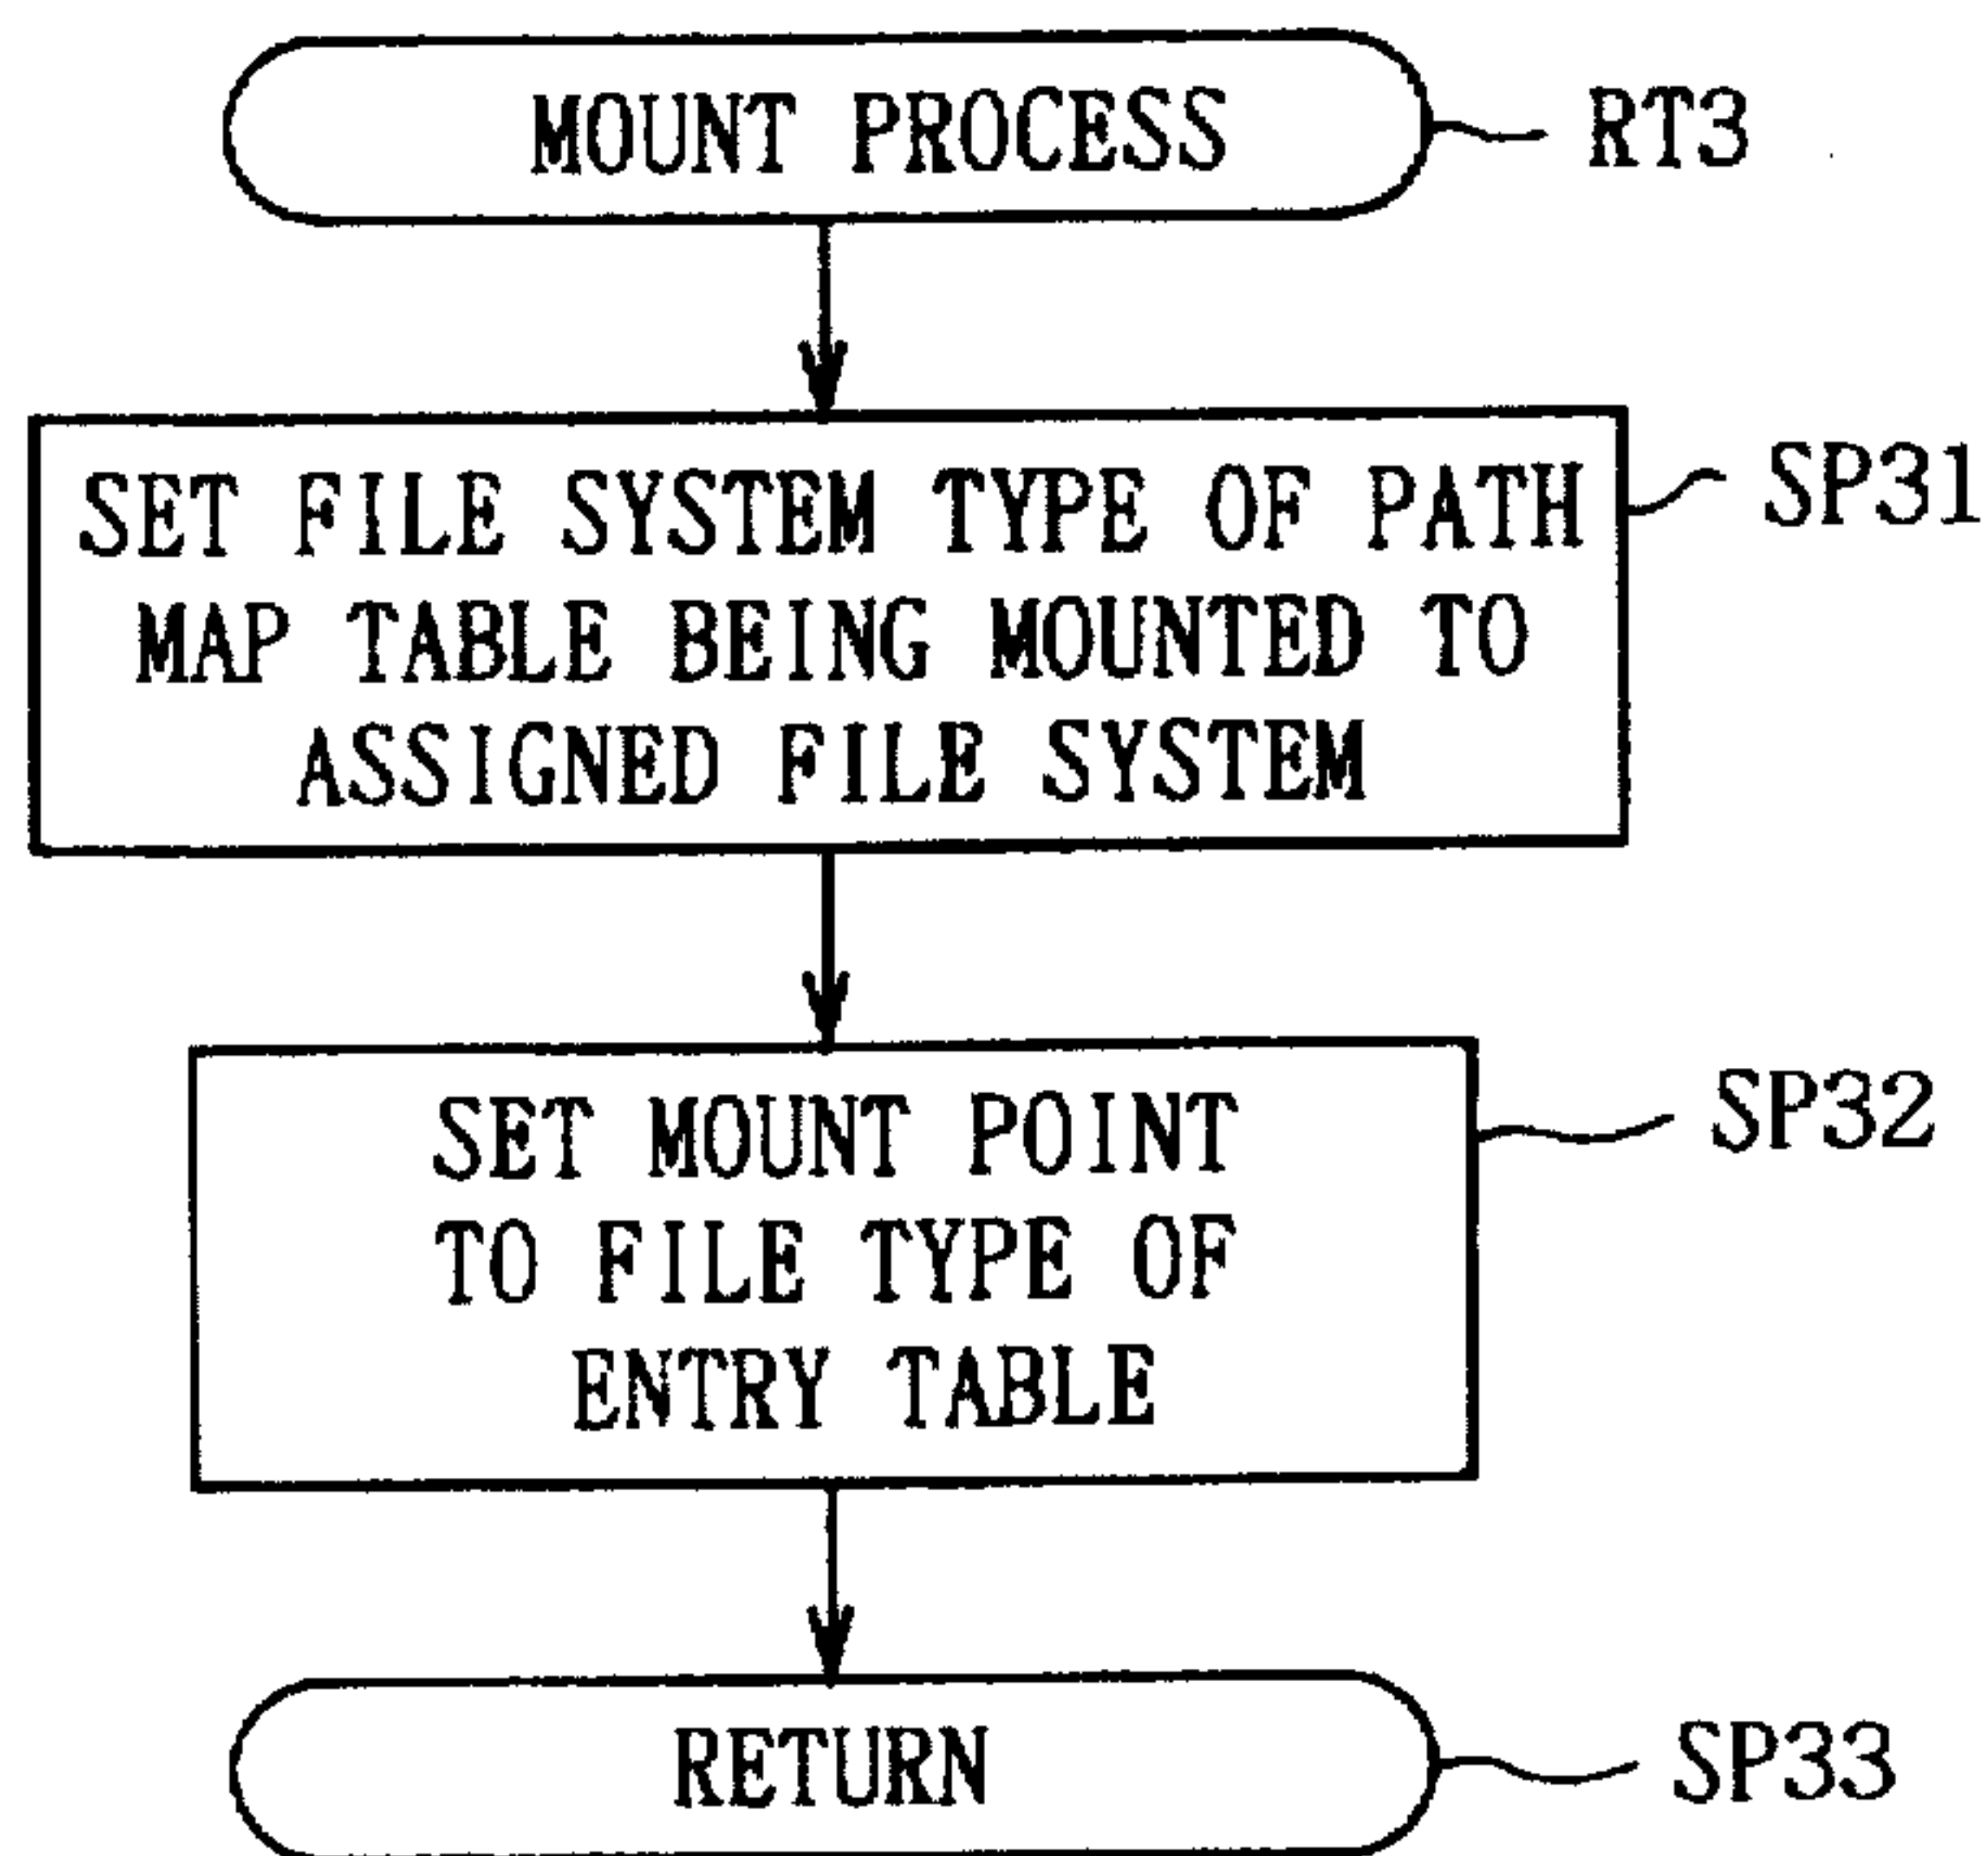 MOUNT PROCESS
RT3
SET FILE SYSTEM TYPE OF PATH
MAP TABLE BEING MOUNTED TO
ASSIGNED FILE SYSTEM
SP31
SET MOUNT POINT
TO FILE TYPE OF
ENTRY TABLE
SP32
RETURN
SP33